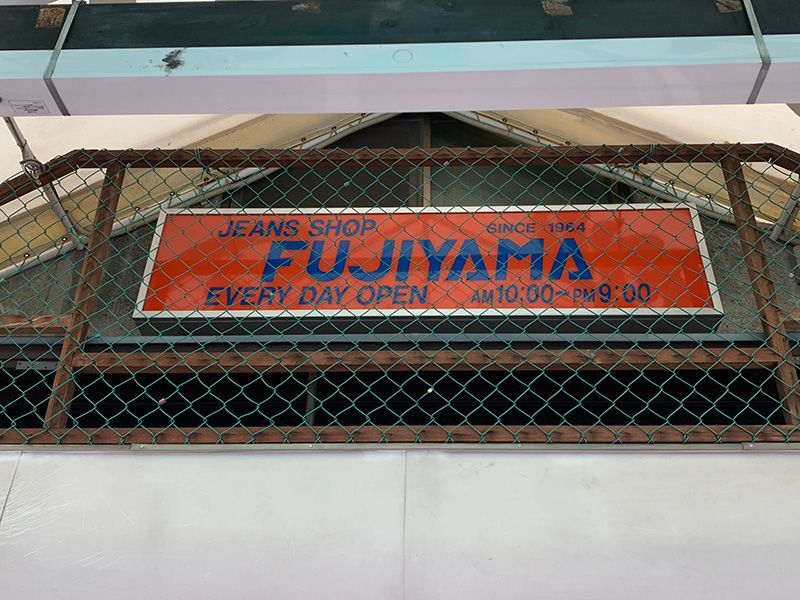 JEANS SHOP SINCE 1964
FUJIYAMA
EVERY DAY OPEN AM10:00~PM9:00